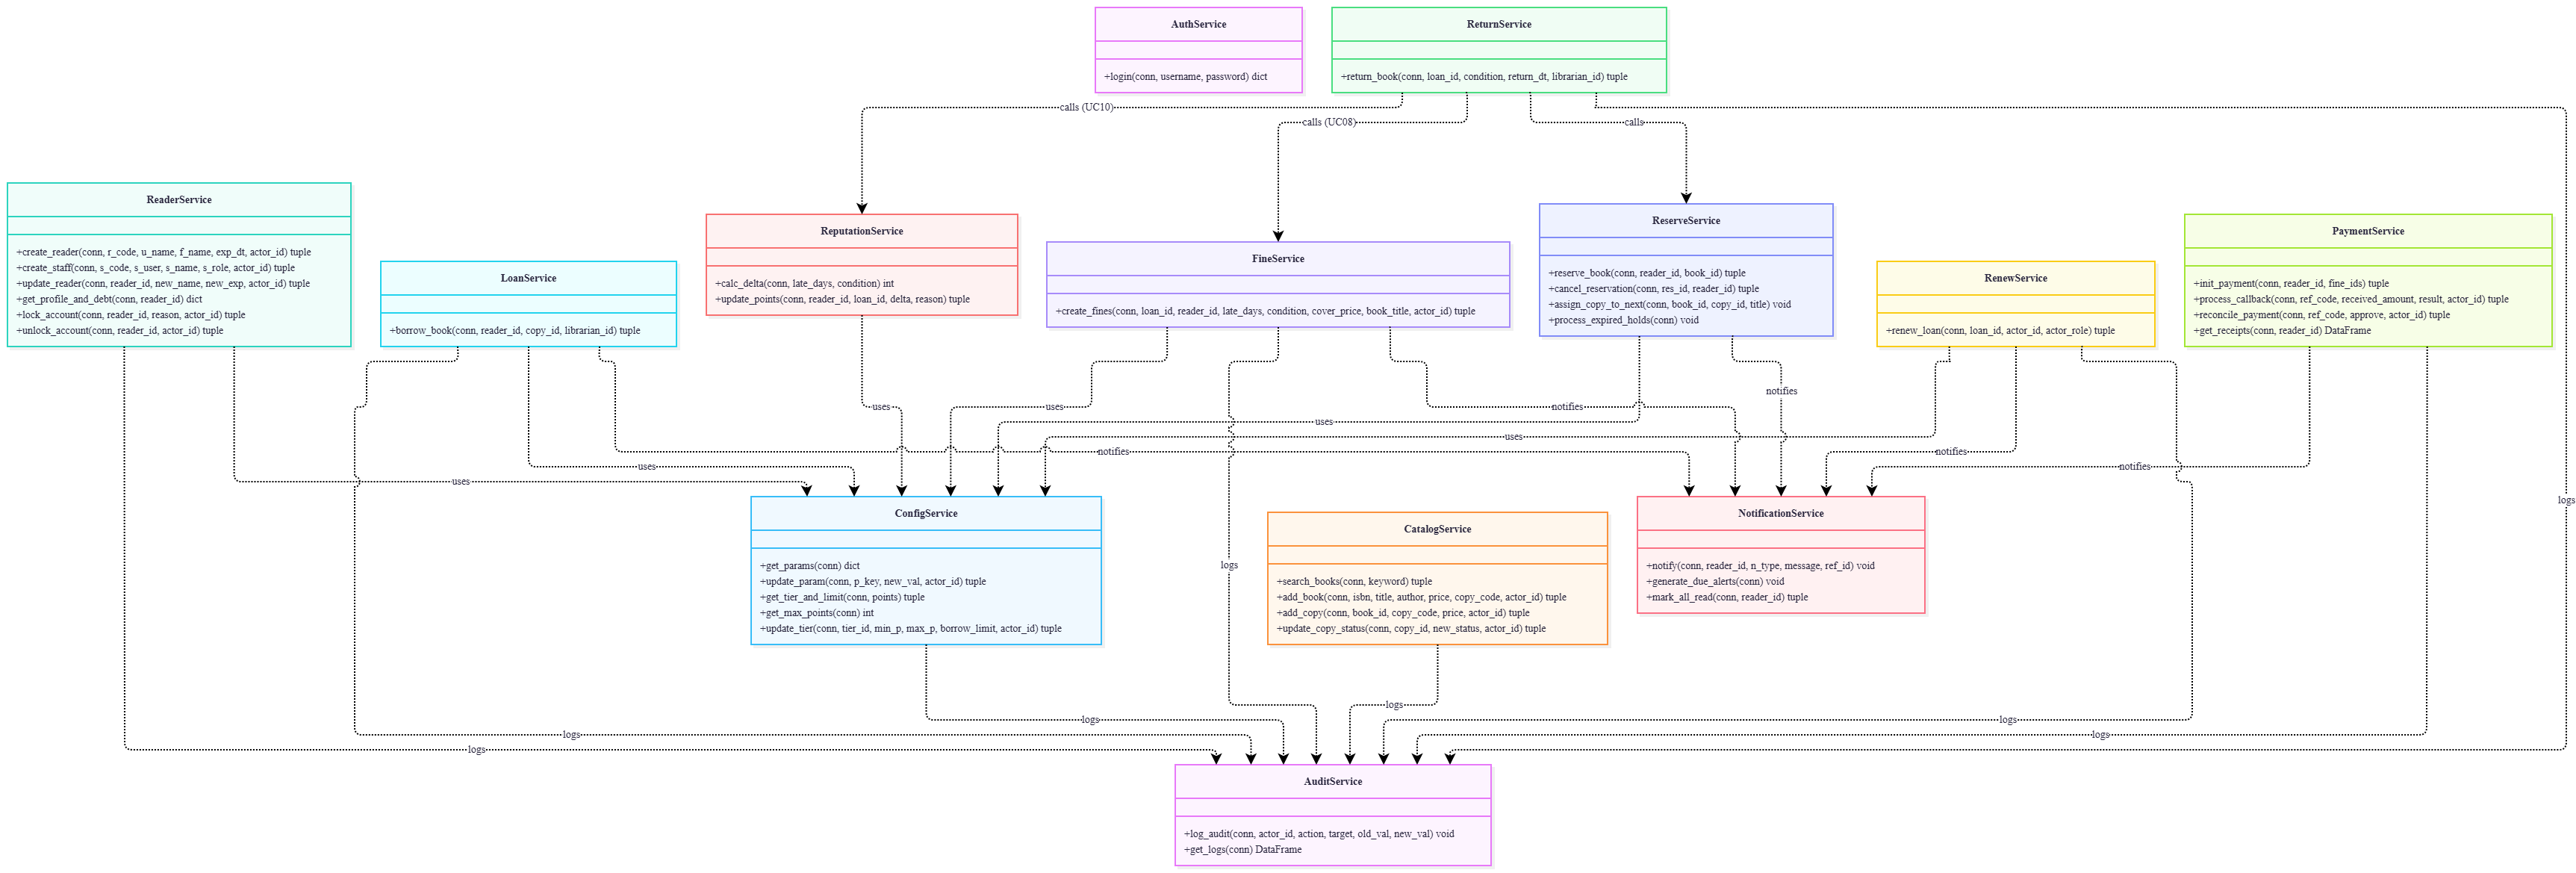 AuthService
+login(conn, username, password) dict
ReturnService
+return_book(conn, loan_id, condition, return_dt, librarian_id) tuple
calls (UC10)
calls (UC08)
calls
ReaderService
+create_reader(conn, r_code, u_name, f_name, exp_dt, actor_id) tuple
+create_staff(conn, s_code, s_user, s_name, s_role, actor_id) tuple
+update_reader(conn, reader_id, new_name, new_exp, actor_id) tuple
+get_profile_and_debt(conn, reader_id) dict
+lock_account(conn, reader_id, reason, actor_id) tuple
+unlock_account(conn, reader_id, actor_id) tuple
LoanService
+borrow_book(conn, reader_id, copy_id, librarian_id) tuple
ReputationService
+calc_delta(conn, late_days, condition) int
+update_points(conn, reader_id, loan_id, delta, reason) tuple
FineService
+create_fines(conn, loan_id, reader_id, late_days, condition, cover_price, book_title, actor_id) tuple
ReserveService
+reserve_book(conn, reader_id, book_id) tuple
+cancel_reservation(conn, res_id, reader_id) tuple
+assign_copy_to_next(conn, book_id, copy_id, title) void
+process_expired_holds(conn) void
RenewService
+renew_loan(conn, loan_id, actor_id, actor_role) tuple
PaymentService
+init_payment(conn, reader_id, fine_ids) tuple
+process_callback(conn, ref_code, received_amount, result, actor_id) tuple
+reconcile_payment(conn, ref_code, approve, actor_id) tuple
+get_receipts(conn, reader_id) DataFrame
notifies
uses
uses
notifies
uses
uses
notifies
notifies
uses
notifies
uses
logs
ConfigService
+get_params(conn) dict
+update_param(conn, p_key, new_val, actor_id) tuple
+get_tier_and_limit(conn, points) tuple
+get_max_points(conn) int
+update_tier(conn, tier_id, min_p, max_p, borrow_limit, actor_id) tuple
logs
CatalogService
+search_books(conn, keyword) tuple
+add_book(conn, isbn, title, author, price, copy_code, actor_id) tuple
+add_copy(conn, book_id, copy_code, price, actor_id) tuple
+update_copy_status(conn, copy_id, new_status, actor_id) tuple
NotificationService
+notify(conn, reader_id, n_type, message, ref_id) void
+generate_due_alerts(conn) void
+mark_all_read(conn, reader_id) tuple
logs
logs
logs
logs
logs
logs
AuditService
+log_audit(conn, actor_id, action, target, old_val, new_val) void
+get_logs(conn) DataFrame